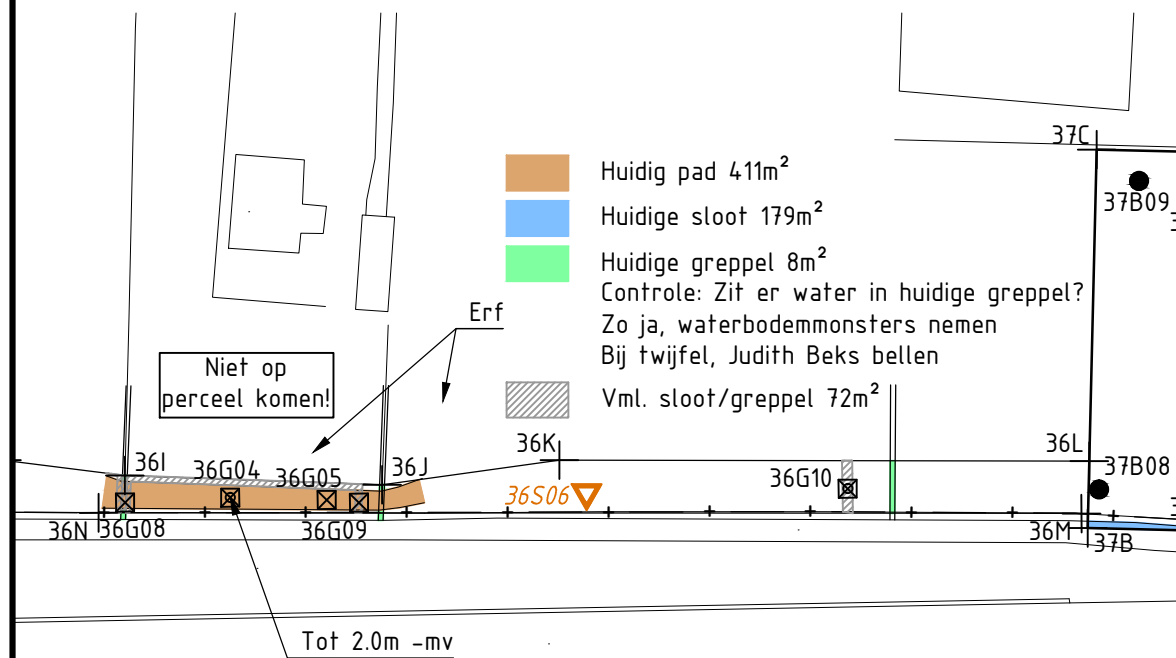 37C
Huidig pad 411m²
Huidige sloot 179m²
37B09
Huidige greppel 8m²
Controle: Zit er water in huidige greppel?
Zo ja, waterbodemmonsters nemen
Bij twijfel, Judith Beks bellen
Erf
Niet op
perceel komen!
Vml. sloot/greppel 72m²
36K
36L
36I
36G04
36G05
36J
36G10
37B08
36S06
36N
36G08
36G09
36M
37B
Tot 2.0m -mv